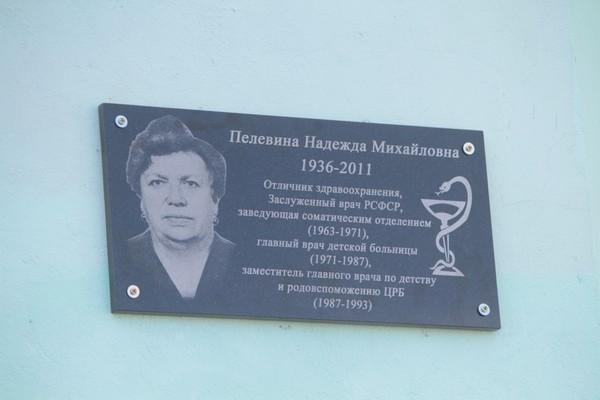 Пелевина Надежда Михайловна
1936-2011
Отличник здравоохранения,
Заслуженный врач РСФСР,
заведующая соматическим отделением
(1963-1971),
главный врач детской больницы
(1971-1987),
заместитель главного врача по детству
и родовспоможению ЦРБ
(1987-1993)